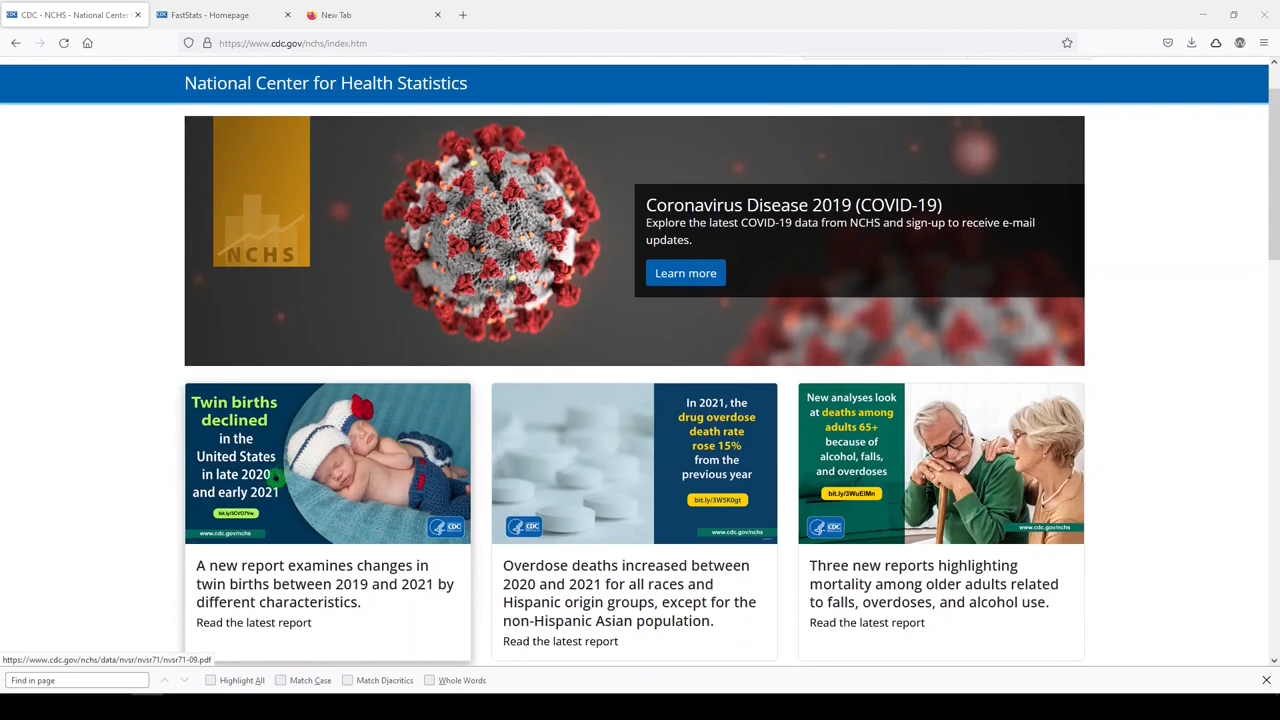 CDC - NCHS - National Center
FastStats - Homepage
New Tab
https://www.cdc.gov/nchs/index.htm
National Center for Health Statistics
NCHS
Coronavirus Disease 2019 (COVID-19)
Explore the latest COVID-19 data from NCHS and sign-up to receive e-mail
updates.
Learn more
Twin births
declined
in the
United States
in late 2020
and early 2021
www.cdc.gov/nchs
CDC
A new report examines changes in
twin births between 2019 and 2021 by
different characteristics.
Read the latest report
In 2021, the
drug overdose
death rate
rose 15%
from the
previous year
bit.ly/3W5K0gt
CDC
www.cdc.gov/nchs
Overdose deaths increased between
2020 and 2021 for all races and
Hispanic origin groups, except for the
non-Hispanic Asian population.
Read the latest report
New analyses look
at deaths among
adults 65+
because of
alcohol, falls,
and overdoses
CDC
www.cdc.gov/nchs
Three new reports highlighting
mortality among older adults related
to falls, overdoses, and alcohol use.
Read the latest report
https://www.cdc.gov/nchs/data/nvsr/nvsr71/nvsr71-09.pdf
Find in page
Highlight All
Match Case
Match Diacritics
Whole Words